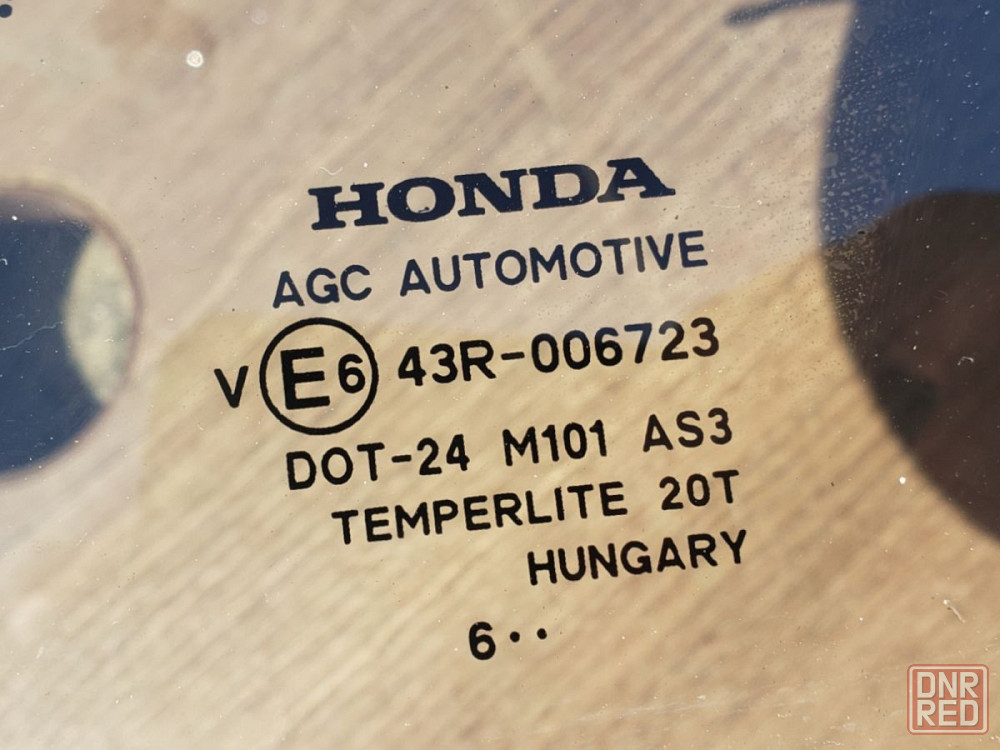 HONDA
AGC AUTOMOTIVE
V E6 43R-006723
DOT-24 M101 AS3
TEMPERLITE 20T
HUNGARY
6··
DNR
RED